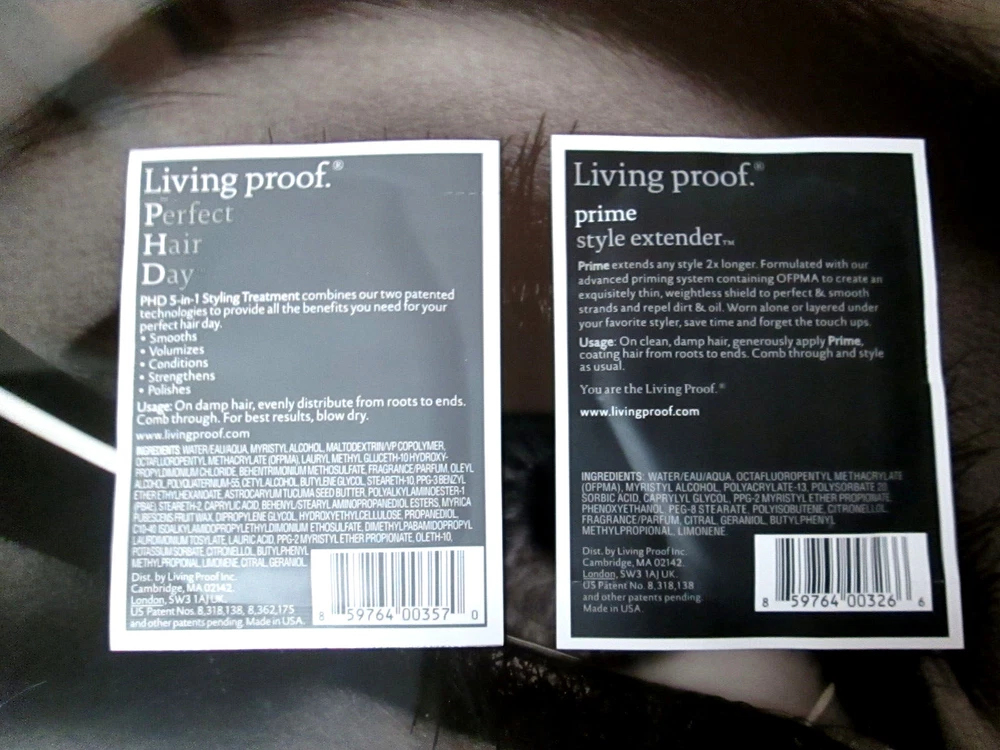 Living proof.®
Perfect
Hair
Day
PHD 5-in-1 Styling Treatment combines our two patented
technologies to provide all the benefits you need for your
perfect hair day.
• Smooths
• Volumizes
• Conditions
• Strengthens
• Polishes
Usage: On damp hair, evenly distribute from roots to ends.
Comb through. For best results, blow dry.
www.livingproof.com
INGREDIENTS: WATER/EAU/AQUA, MYRISTYL ALCOHOL, MALTODEXTRIN/VP COPOLYMER,
OCTAFLUOROPENTYL METHACRYLATE (OFPMA), LAURYL METHYL GLUCETH-10 HYDROXY-
PROPYLDIMONIUM CHLORIDE, BEHENTRIMONIUM METHOSULFATE, FRAGRANCE/PARFUM, OLEYL
ALCOHOL, POLYQUATERNIUM-55, CETYL ALCOHOL, BUTYLENE GLYCOL, STEARETH-10, PPG-3 BENZYL
ETHER ETHYLHEXANOATE, ASTROCARYUM TUCUMA SEED BUTTER, POLYALKYLAMINOESTER-1
(PBAE), STEARETH-2, CAPRYLIC ACID, BEHENYL/STEARYL AMINOPROPANEDIOL ESTERS, MYRICA
PUBESCENS FRUIT WAX, DIPROPYLENE GLYCOL, HYDROXYETHYLCELLULOSE, PROPANEDIOL,
C10-40 ISOALKYLAMIDOPROPYLETHYLDIMONIUM ETHOSULFATE, DIMETHYLPABAMIDOPROPYL
LAURDIMONIUM TOSYLATE, LAURIC ACID, PPG-2 MYRISTYL ETHER PROPIONATE, OLETH-10,
POTASSIUM SORBATE, CITRONELLOL, BUTYLPHENYL
METHYLPROPIONAL, LIMONENE, CITRAL, GERANIOL.
Dist. by Living Proof Inc.
Cambridge, MA 02142.
London, SW3 1AJ UK.
US Patent Nos. 8,318,138, 8,362,175
and other patents pending. Made in USA.
8 59764 00357 0
Living proof.®
prime
style extender™
Prime extends any style 2x longer. Formulated with our
advanced priming system containing OFPMA to create an
exquisitely thin, weightless shield to perfect & smooth
strands and repel dirt & oil. Worn alone or layered under
your favorite styler, save time and forget the touch ups.
Usage: On clean, damp hair, generously apply Prime,
coating hair from roots to ends. Comb through and style
as usual.
You are the Living Proof.®
www.livingproof.com
INGREDIENTS: WATER/EAU/AQUA, OCTAFLUOROPENTYL METHACRYLATE
(OFPMA), MYRISTYL ALCOHOL, POLYACRYLATE-13, POLYSORBATE 20,
SORBIC ACID, CAPRYLYL GLYCOL, PPG-2 MYRISTYL ETHER PROPIONATE,
PHENOXYETHANOL, PEG-8 STEARATE, POLYISOBUTENE, CITRONELLOL,
FRAGRANCE/PARFUM, CITRAL, GERANIOL, BUTYLPHENYL
METHYLPROPIONAL, LIMONENE.
Dist. by Living Proof Inc.
Cambridge, MA 02142.
London, SW3 1AJ UK.
US Patent No. 8,318,138
and other patents pending.
Made in USA.
8 59764 00326 6